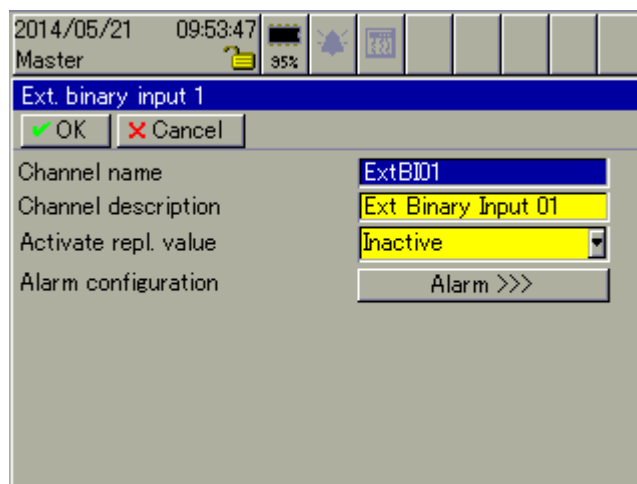 2014/05/21 09:53:47
Master 95%
Ext. binary input 1
OK Cancel
Channel name ExtBI01
Channel description Ext Binary Input 01
Activate repl. value Inactive
Alarm configuration Alarm >>>